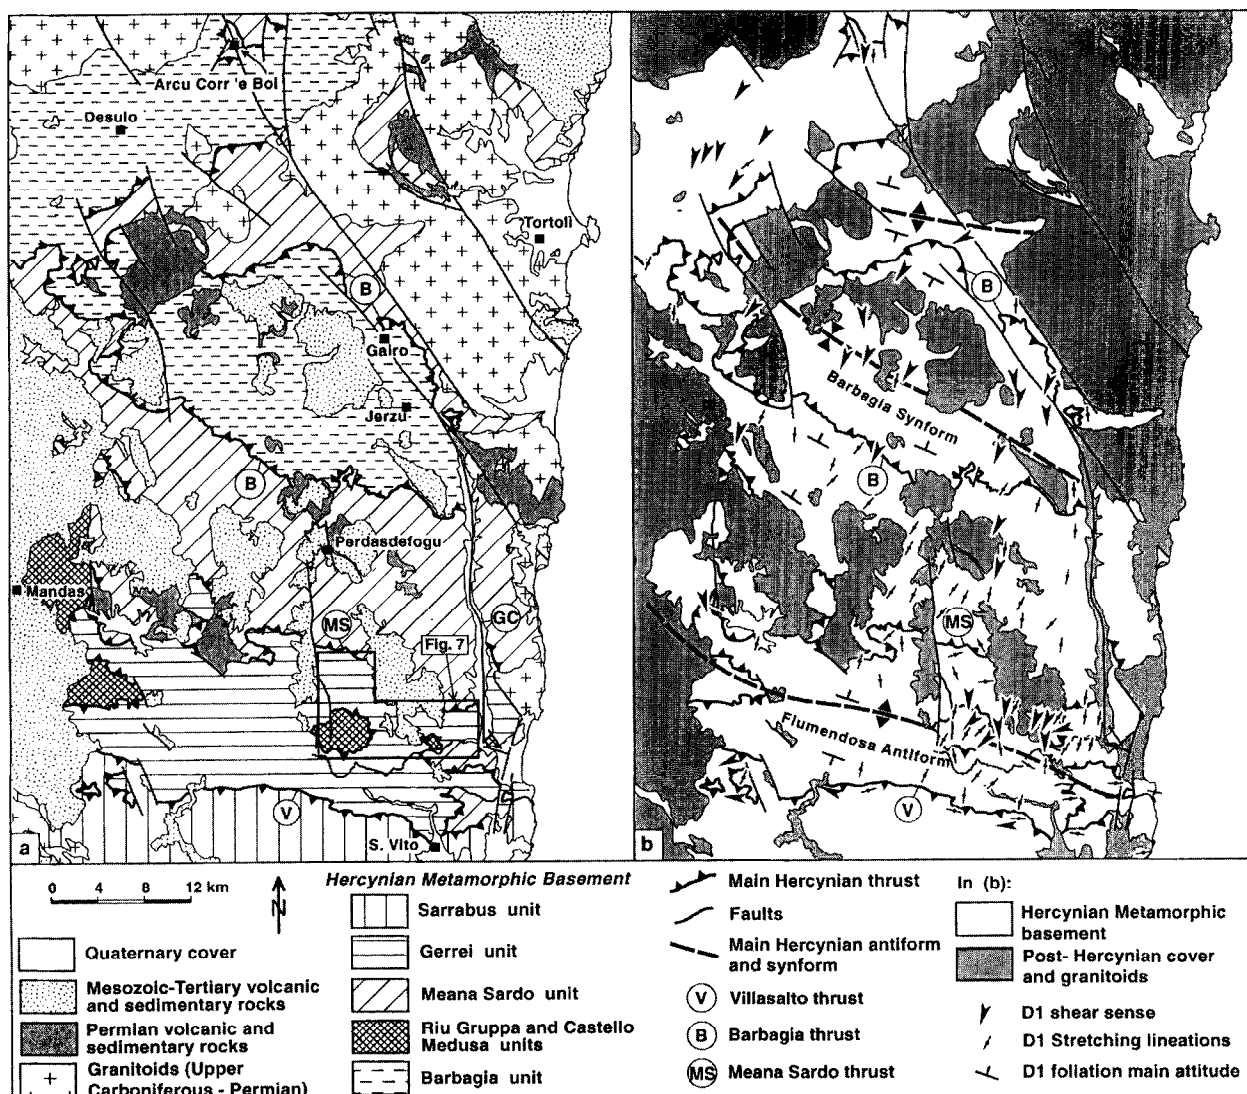 Arcu Corr 'e Boi
Desulo
Tortolì
B
Gairo
Jerzu
B
Perdasdefogu
Mandas
MS
GC
Fig. 7
V
S. Vito
a
B
Barbagia Synform
B
MS
Flumendosa Antiform
V
b
0 4 8 12 km
N
Quaternary cover
Mesozoic-Tertiary volcanic
and sedimentary rocks
Permian volcanic and
sedimentary rocks
Granitoids (Upper
Carboniferous - Permian)
Hercynian Metamorphic Basement
Sarrabus unit
Gerrei unit
Meana Sardo unit
Riu Gruppa and Castello
Medusa units
Barbagia unit
Main Hercynian thrust
Faults
Main Hercynian antiform
and synform
V Villasalto thrust
B Barbagia thrust
MS Meana Sardo thrust
In (b):
Hercynian Metamorphic
basement
Post- Hercynian cover
and granitoids
D1 shear sense
D1 Stretching lineations
D1 foliation main attitude